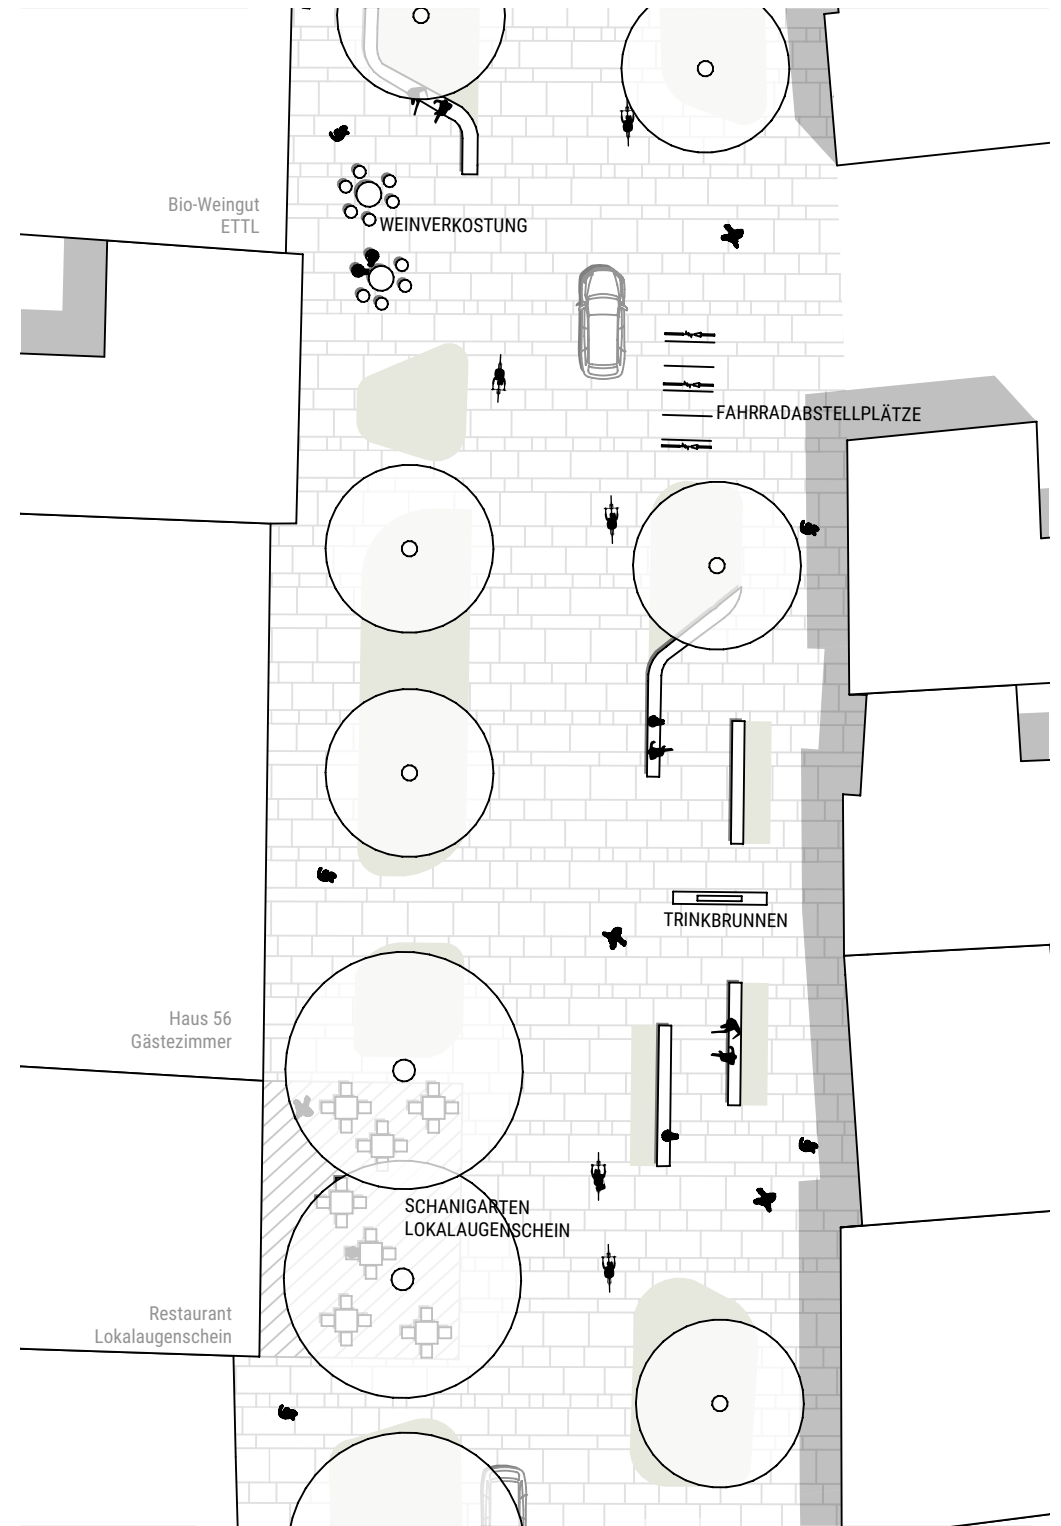 Bio-Weingut
ETTL
WEINVERKOSTUNG
FAHRRADABSTELLPLÄTZE
TRINKBRUNNEN
Haus 56
Gästezimmer
SCHANIGARTEN
LOKALAUGENSCHEIN
Restaurant
Lokalaugenschein